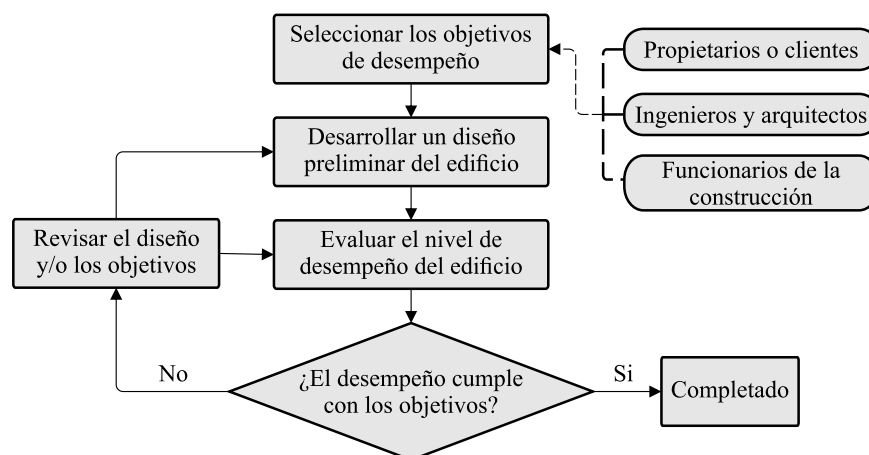 Seleccionar los objetivos
de desempeño
Propietarios o clientes
Ingenieros y arquitectos
Funcionarios de la
construcción
Desarrollar un diseño
preliminar del edificio
Revisar el diseño
y/o los objetivos
Evaluar el nivel de
desempeño del edificio
¿El desempeño cumple
con los objetivos?
No
Si
Completado